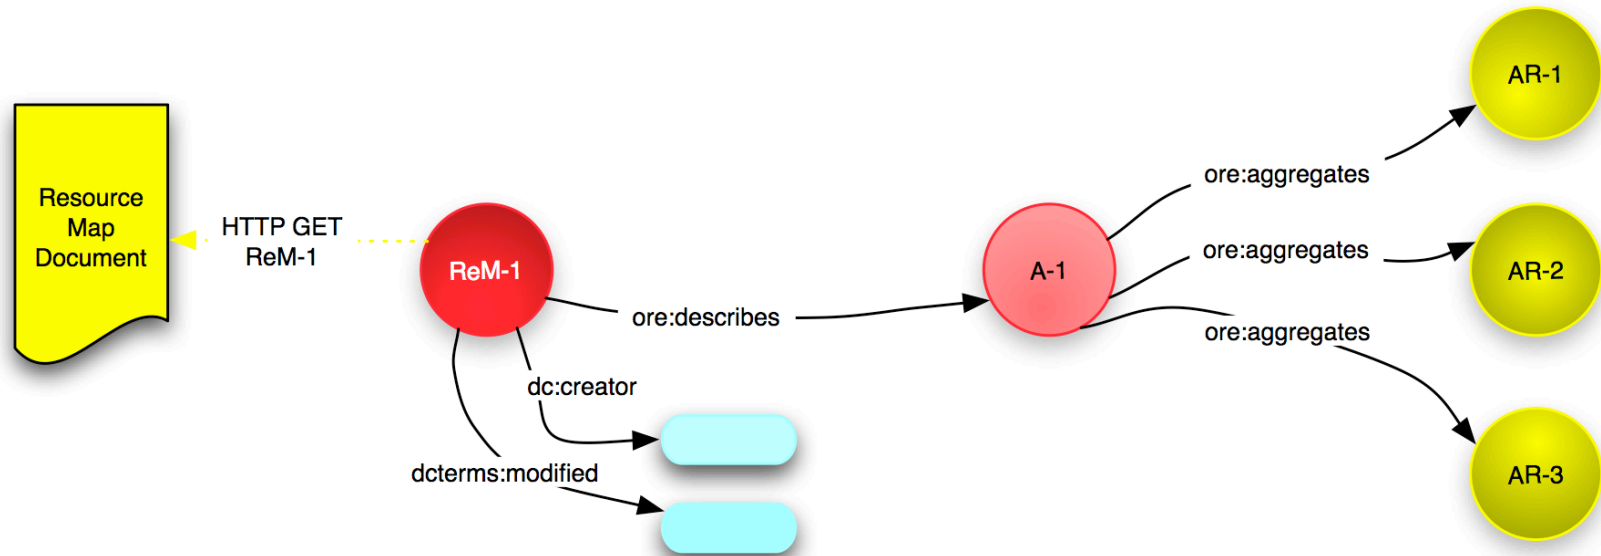 AR-1
ore:aggregates
Resource
Map
Document
HTTP GET
ReM-1
ReM-1
A-1
ore:aggregates
AR-2
ore:describes
ore:aggregates
dc:creator
dcterms:modified
AR-3